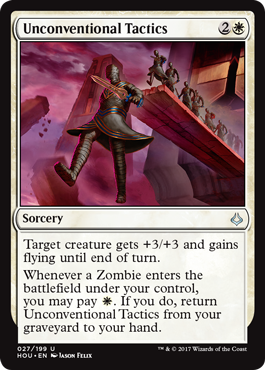 Unconventional Tactics 2
Sorcery
Target creature gets +3/+3 and gains
flying until end of turn.
Whenever a Zombie enters the
battlefield under your control,
you may pay . If you do, return
Unconventional Tactics from your
graveyard to your hand.
027/199 U
HOU • EN Jason Felix
™ & © 2017 Wizards of the Coast